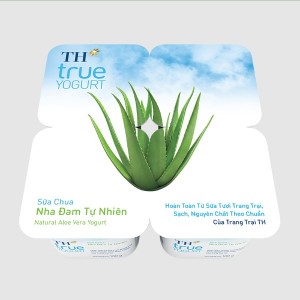 TH
true
YOGURT
Sữa Chua
Nha Đam Tự Nhiên
Natural Aloe Vera Yogurt
Hoàn Toàn Từ Sữa Tươi Trang Trại,
Sạch, Nguyên Chất Theo Chuẩn
Của Trang Trại TH